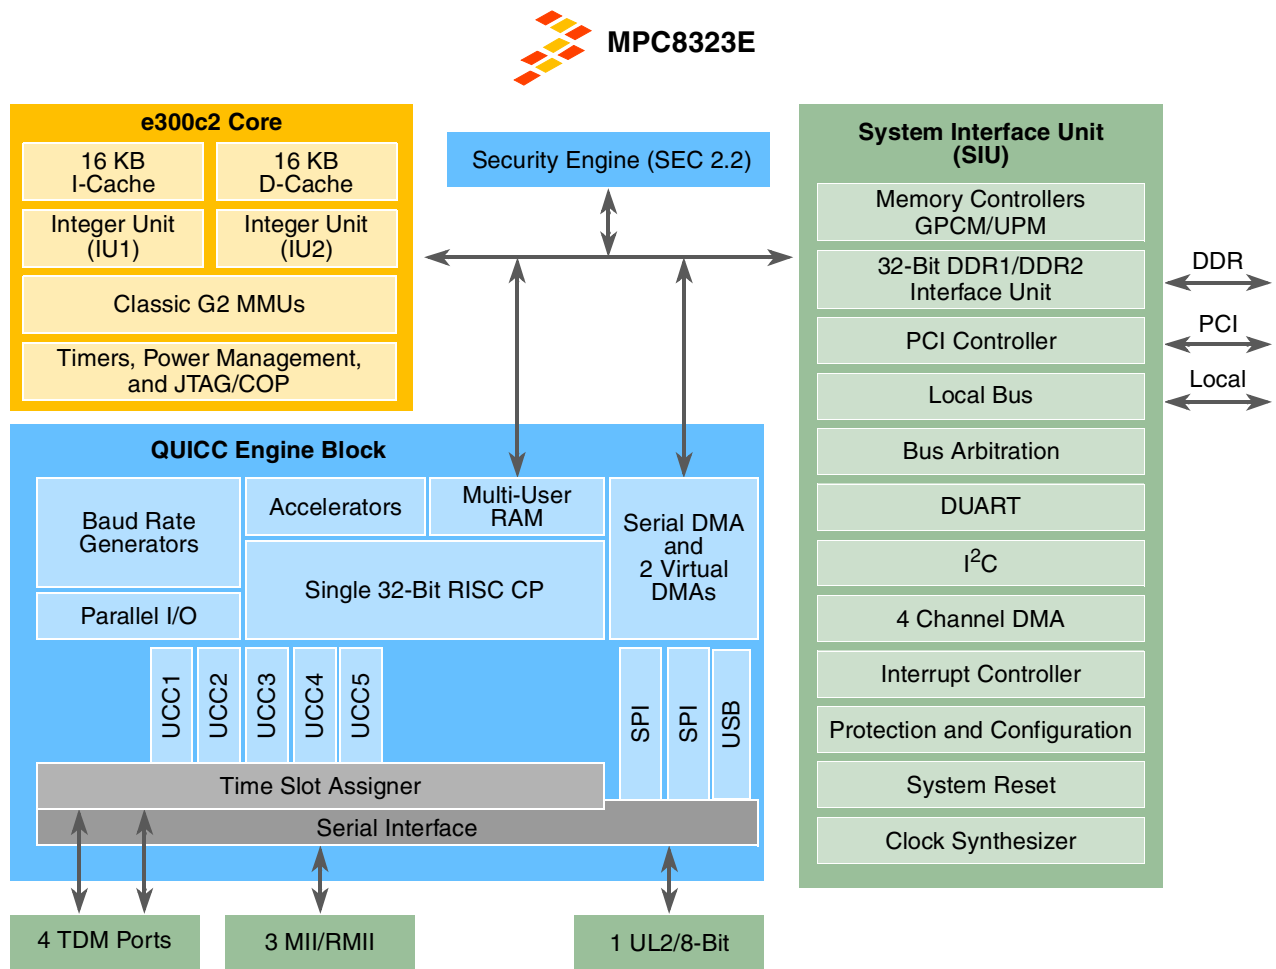 MPC8323E
e300c2 Core
16 KB
I-Cache
16 KB
D-Cache
Integer Unit
(IU1)
Integer Unit
(IU2)
Classic G2 MMUs
Timers, Power Management,
and JTAG/COP
Security Engine (SEC 2.2)
System Interface Unit
(SIU)
Memory Controllers
GPCM/UPM
32-Bit DDR1/DDR2
Interface Unit
PCI Controller
Local Bus
Bus Arbitration
DUART
I²C
4 Channel DMA
Interrupt Controller
Protection and Configuration
System Reset
Clock Synthesizer
DDR
PCI
Local
QUICC Engine Block
Baud Rate
Generators
Parallel I/O
Accelerators
Multi-User
RAM
Single 32-Bit RISC CP
Serial DMA
and
2 Virtual
DMAs
UCC1
UCC2
UCC3
UCC4
UCC5
SPI
SPI
USB
Time Slot Assigner
Serial Interface
4 TDM Ports
3 MII/RMII
1 UL2/8-Bit